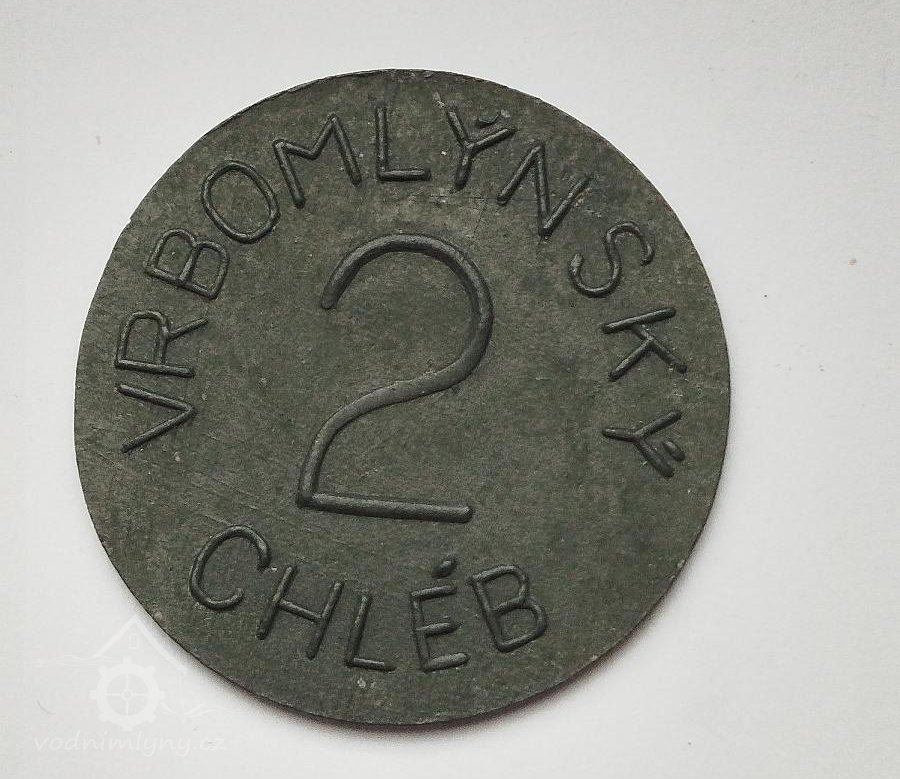 VRBOMLÝNSKÝ
2
CHLÉB
vodnimlyny.cz